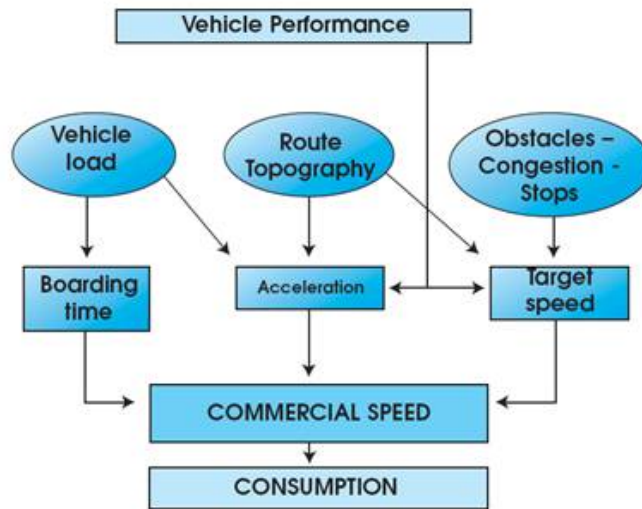 Vehicle Performance
Vehicle
load
Route
Topography
Obstacles –
Congestion -
Stops
Boarding
time
Acceleration
Target
speed
COMMERCIAL SPEED
CONSUMPTION